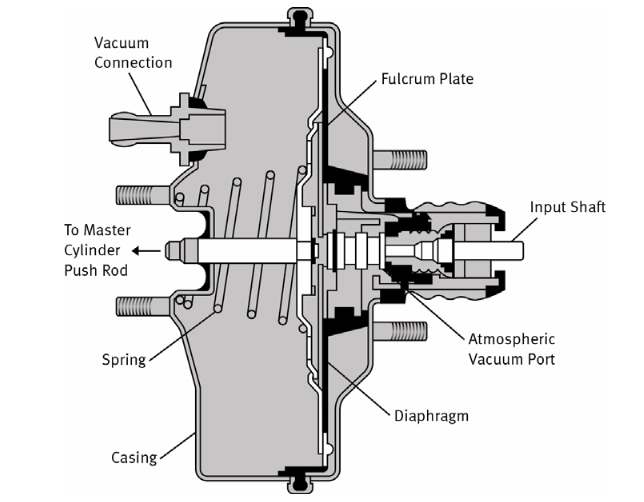 Vacuum
Connection
Fulcrum Plate
Input Shaft
To Master
Cylinder
Push Rod
Atmospheric
Vacuum Port
Spring
Diaphragm
Casing